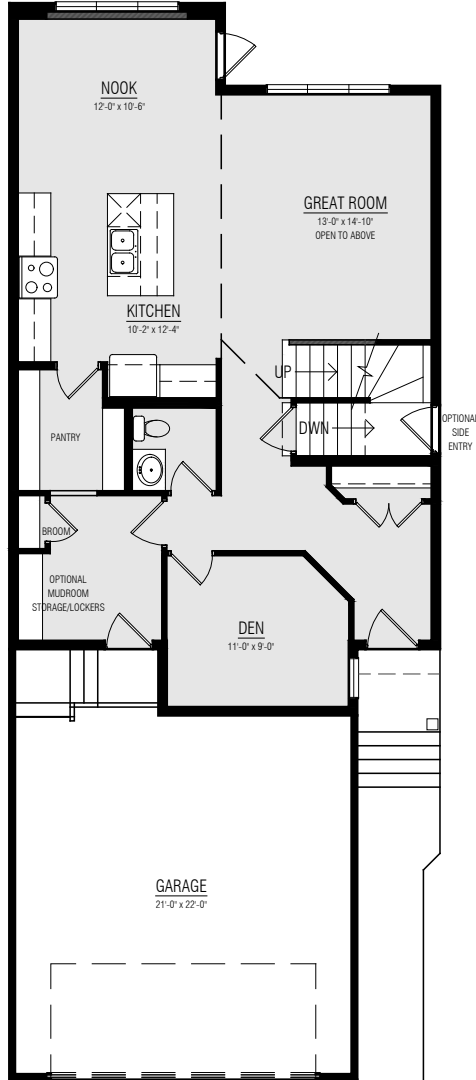 NOOK
12'-0" x 10'-6"
GREAT ROOM
13'-0" x 14'-10"
OPEN TO ABOVE
KITCHEN
10'-2" x 12'-4"
UP
DWN
OPTIONAL
SIDE
ENTRY
PANTRY
BROOM
OPTIONAL
MUDROOM
STORAGE/LOCKERS
DEN
11'-0" x 9'-0"
GARAGE
21'-0" x 22'-0"